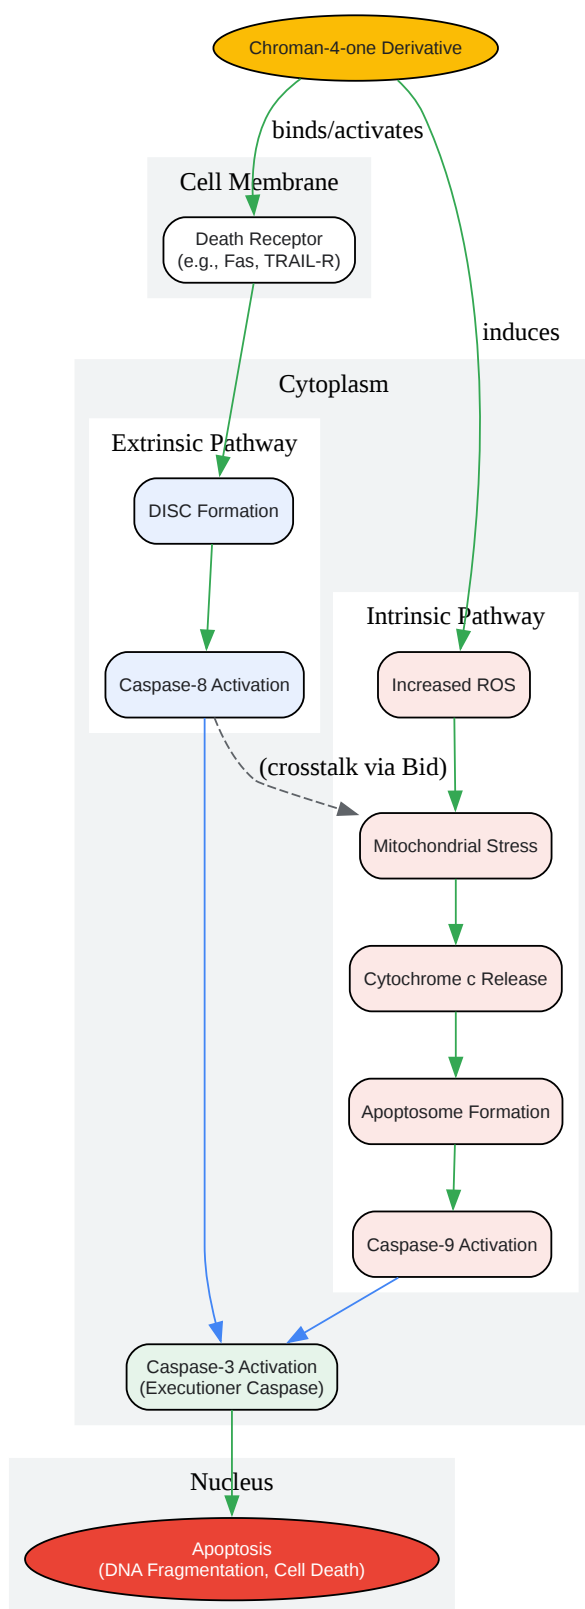 Chroman-4-one Derivative
binds/activates
Cell Membrane
Death Receptor
(e.g., Fas, TRAIL-R)
induces
Cytoplasm
Extrinsic Pathway
DISC Formation
Caspase-8 Activation
Intrinsic Pathway
Increased ROS
(crosstalk via Bid)
Mitochondrial Stress
Cytochrome c Release
Apoptosome Formation
Caspase-9 Activation
Caspase-3 Activation
(Executioner Caspase)
Nucleus
Apoptosis
(DNA Fragmentation, Cell Death)